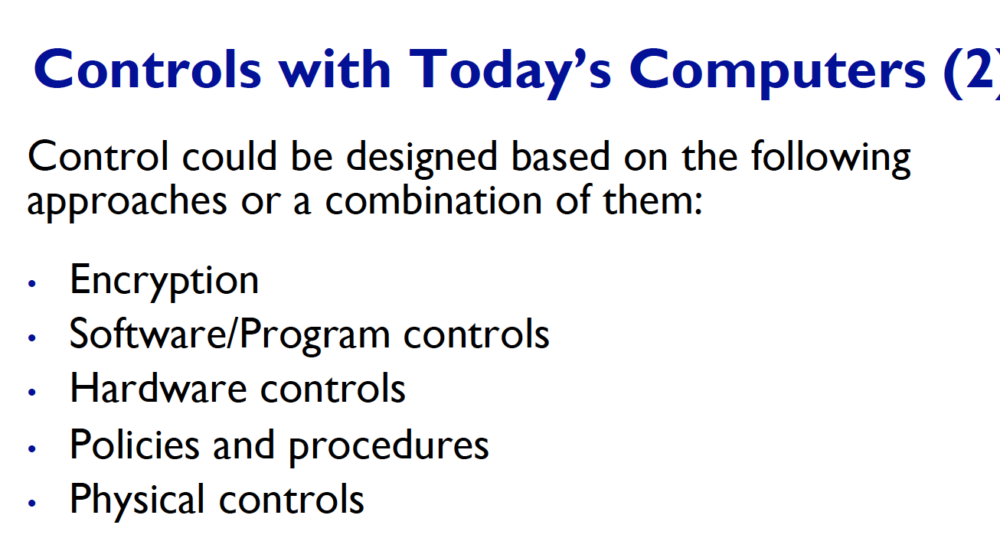 Controls with Today’s Computers (2)
Control could be designed based on the following
approaches or a combination of them:
• Encryption
• Software/Program controls
• Hardware controls
• Policies and procedures
• Physical controls